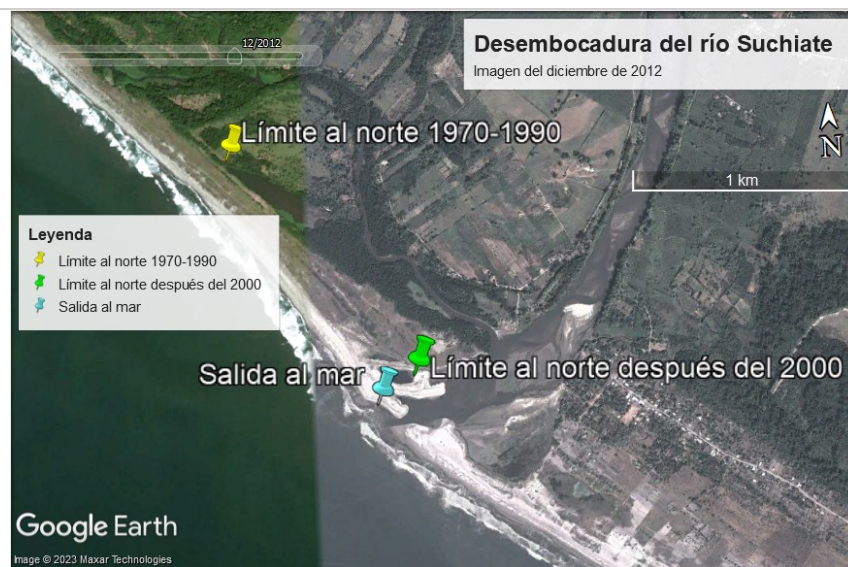 12/2012
Desembocadura del río Suchiate
Imagen del diciembre de 2012
Límite al norte 1970-1990
N
1 km
Leyenda
Límite al norte 1970-1990
Límite al norte después del 2000
Salida al mar
Salida al mar
Límite al norte después del 2000
Google Earth
Image © 2023 Maxar Technologies